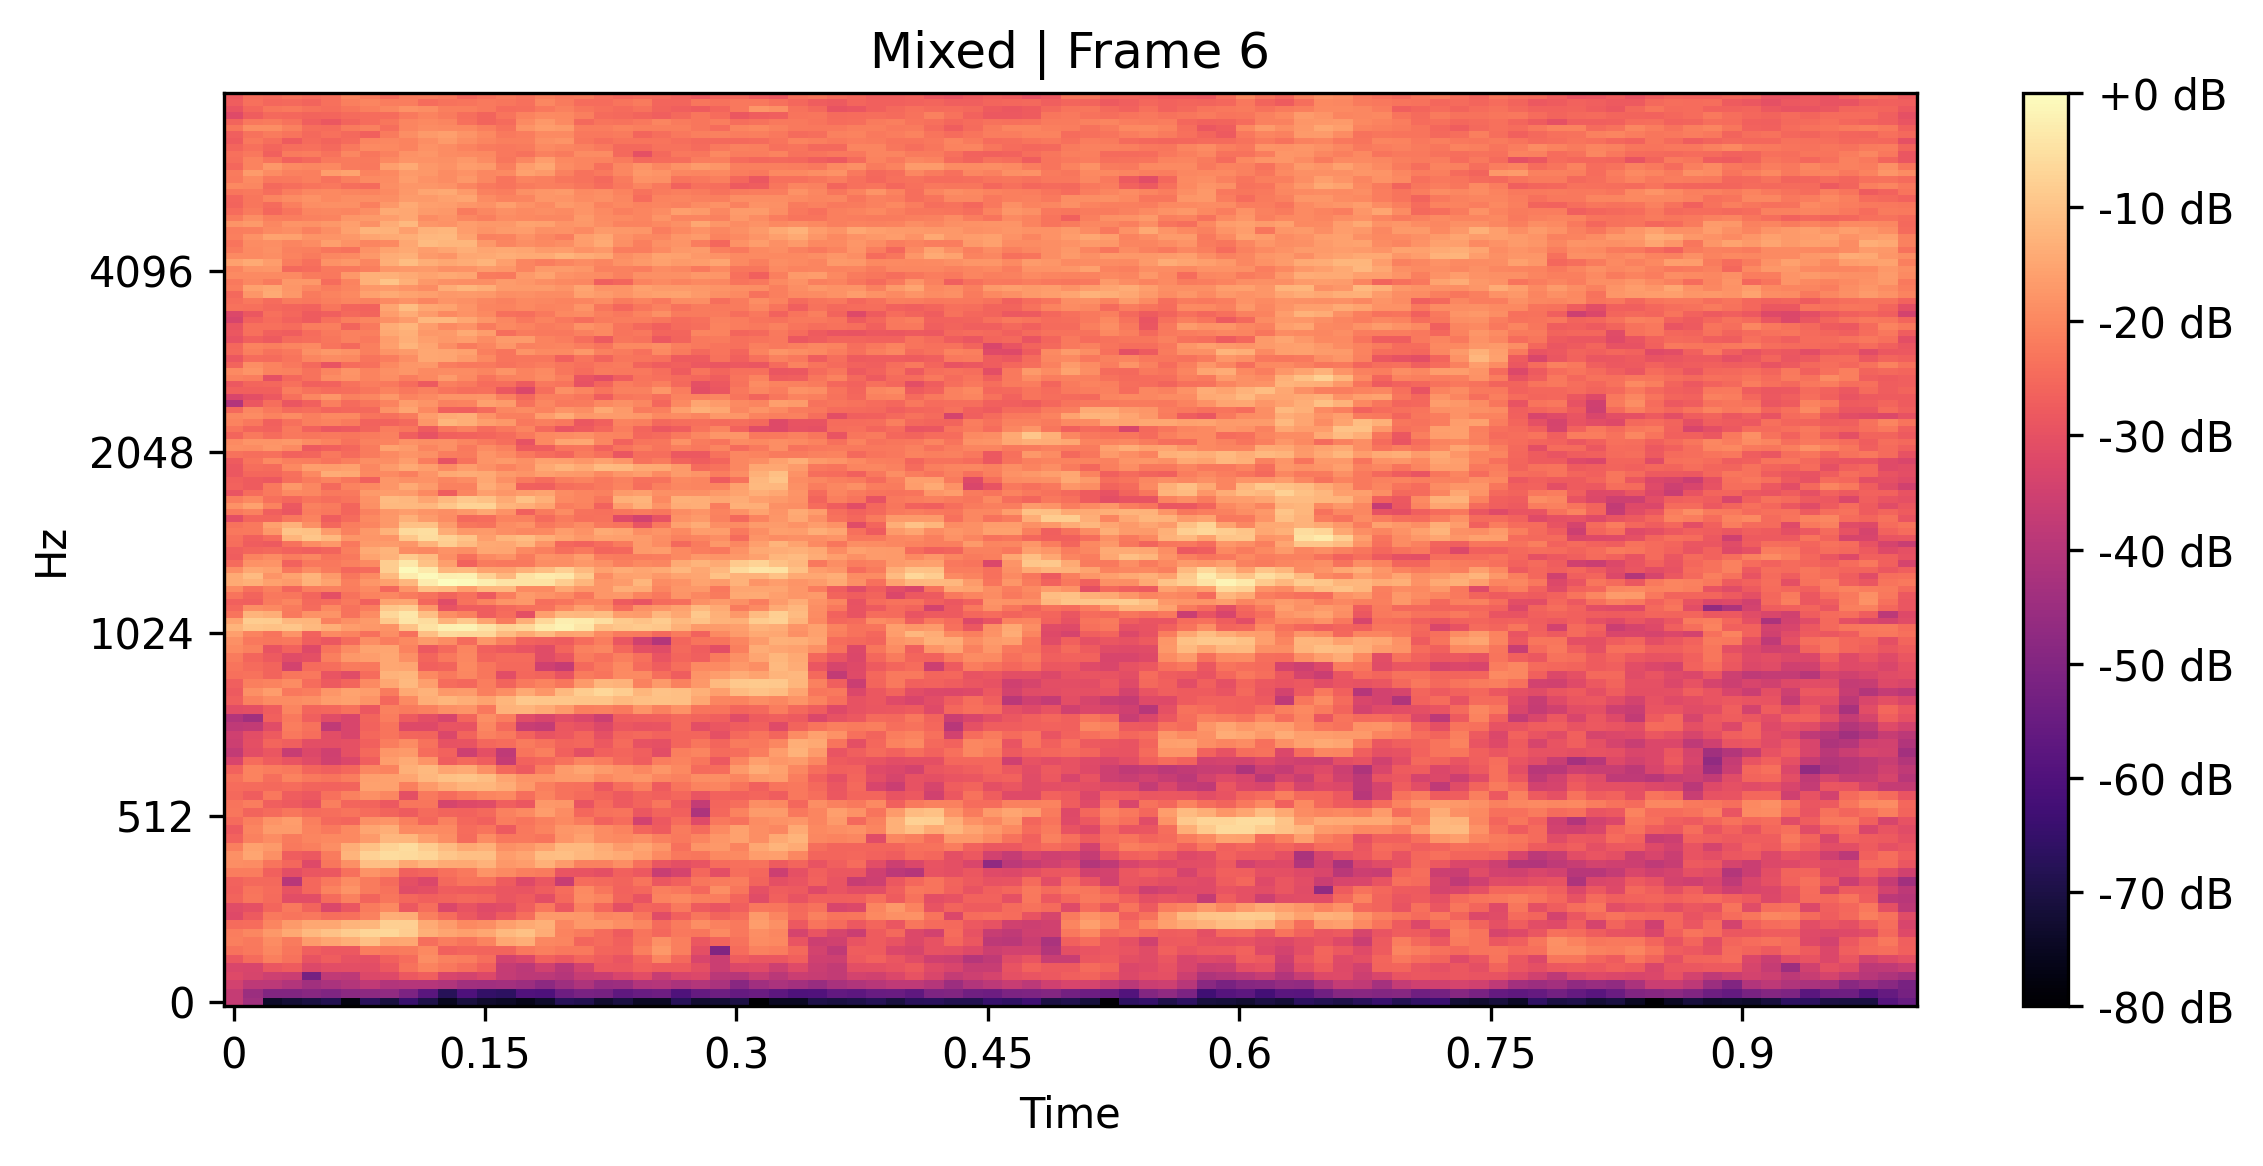 Mixed | Frame 6
Hz
4096
2048
1024
512
0
0 0.15 0.3 0.45 0.6 0.75 0.9
Time
+0 dB
-10 dB
-20 dB
-30 dB
-40 dB
-50 dB
-60 dB
-70 dB
-80 dB